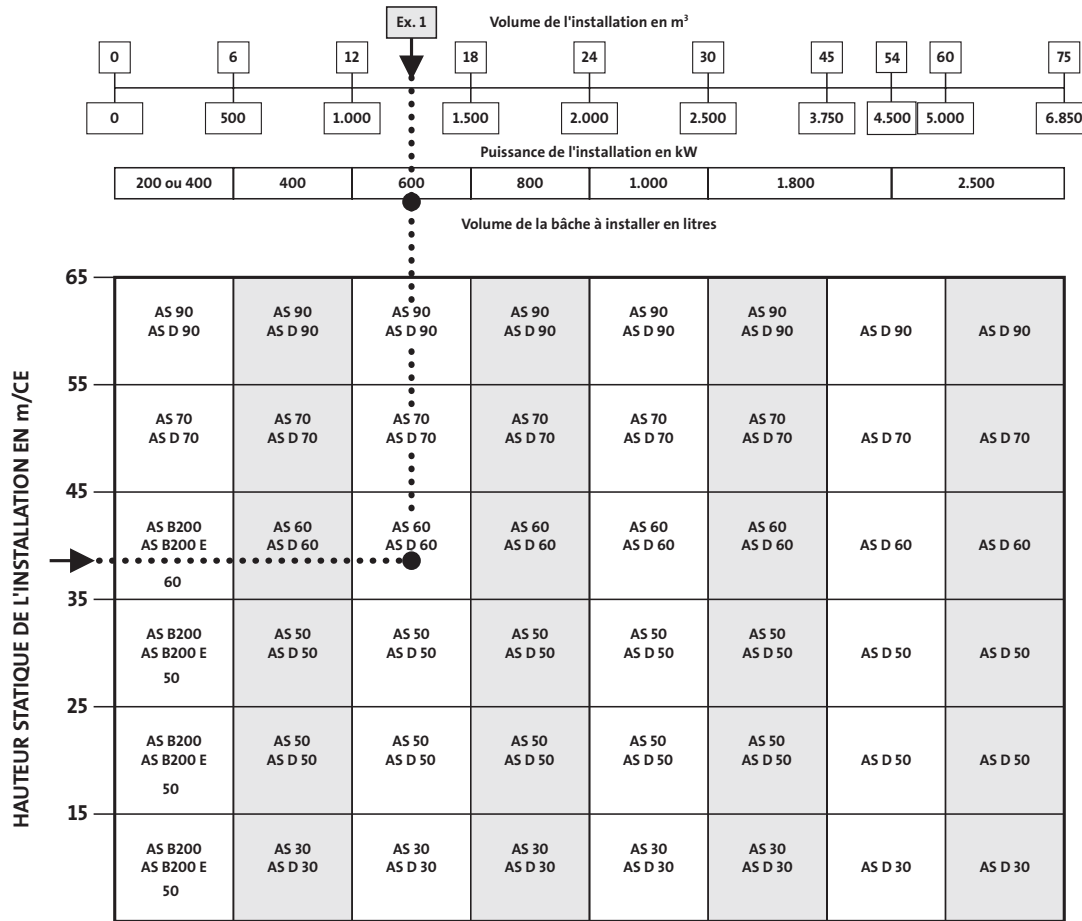 Ex. 1
Volume de l'installation en m³
0 6 12 18 24 30 45 54 60 75
0 500 1.000 1.500 2.000 2.500 3.750 4.500 5.000 6.850
Puissance de l'installation en kW
200 ou 400 400 600 800 1.000 1.800 2.500
Volume de la bâche à installer en litres
HAUTEUR STATIQUE DE L'INSTALLATION EN m/CE
65
AS 90 AS 90 AS 90 AS 90 AS 90 AS 90
AS D 90 AS D 90 AS D 90 AS D 90 AS D 90 AS D 90 AS D 90 AS D 90
55
AS 70 AS 70 AS 70 AS 70 AS 70 AS 70
AS D 70 AS D 70 AS D 70 AS D 70 AS D 70 AS D 70 AS D 70 AS D 70
45
AS B200 AS 60 AS 60 AS 60 AS 60 AS 60
AS B200 E AS D 60 AS D 60 AS D 60 AS D 60 AS D 60 AS D 60 AS D 60
60
35
AS B200 AS 50 AS 50 AS 50 AS 50 AS 50
AS B200 E AS D 50 AS D 50 AS D 50 AS D 50 AS D 50 AS D 50 AS D 50
50
25
AS B200 AS 50 AS 50 AS 50 AS 50 AS 50
AS B200 E AS D 50 AS D 50 AS D 50 AS D 50 AS D 50 AS D 50 AS D 50
50
15
AS B200 AS 30 AS 30 AS 30 AS 30 AS 30
AS B200 E AS D 30 AS D 30 AS D 30 AS D 30 AS D 30 AS D 30 AS D 30
50